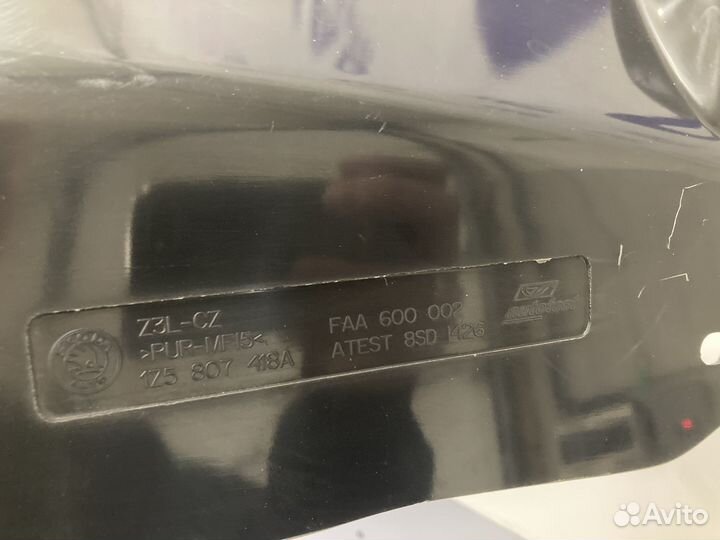 Z3L-CZ
>PUR-MF15<
1Z5 807 418A
FAA 600 002
ATEST 8SD 1426
Avito